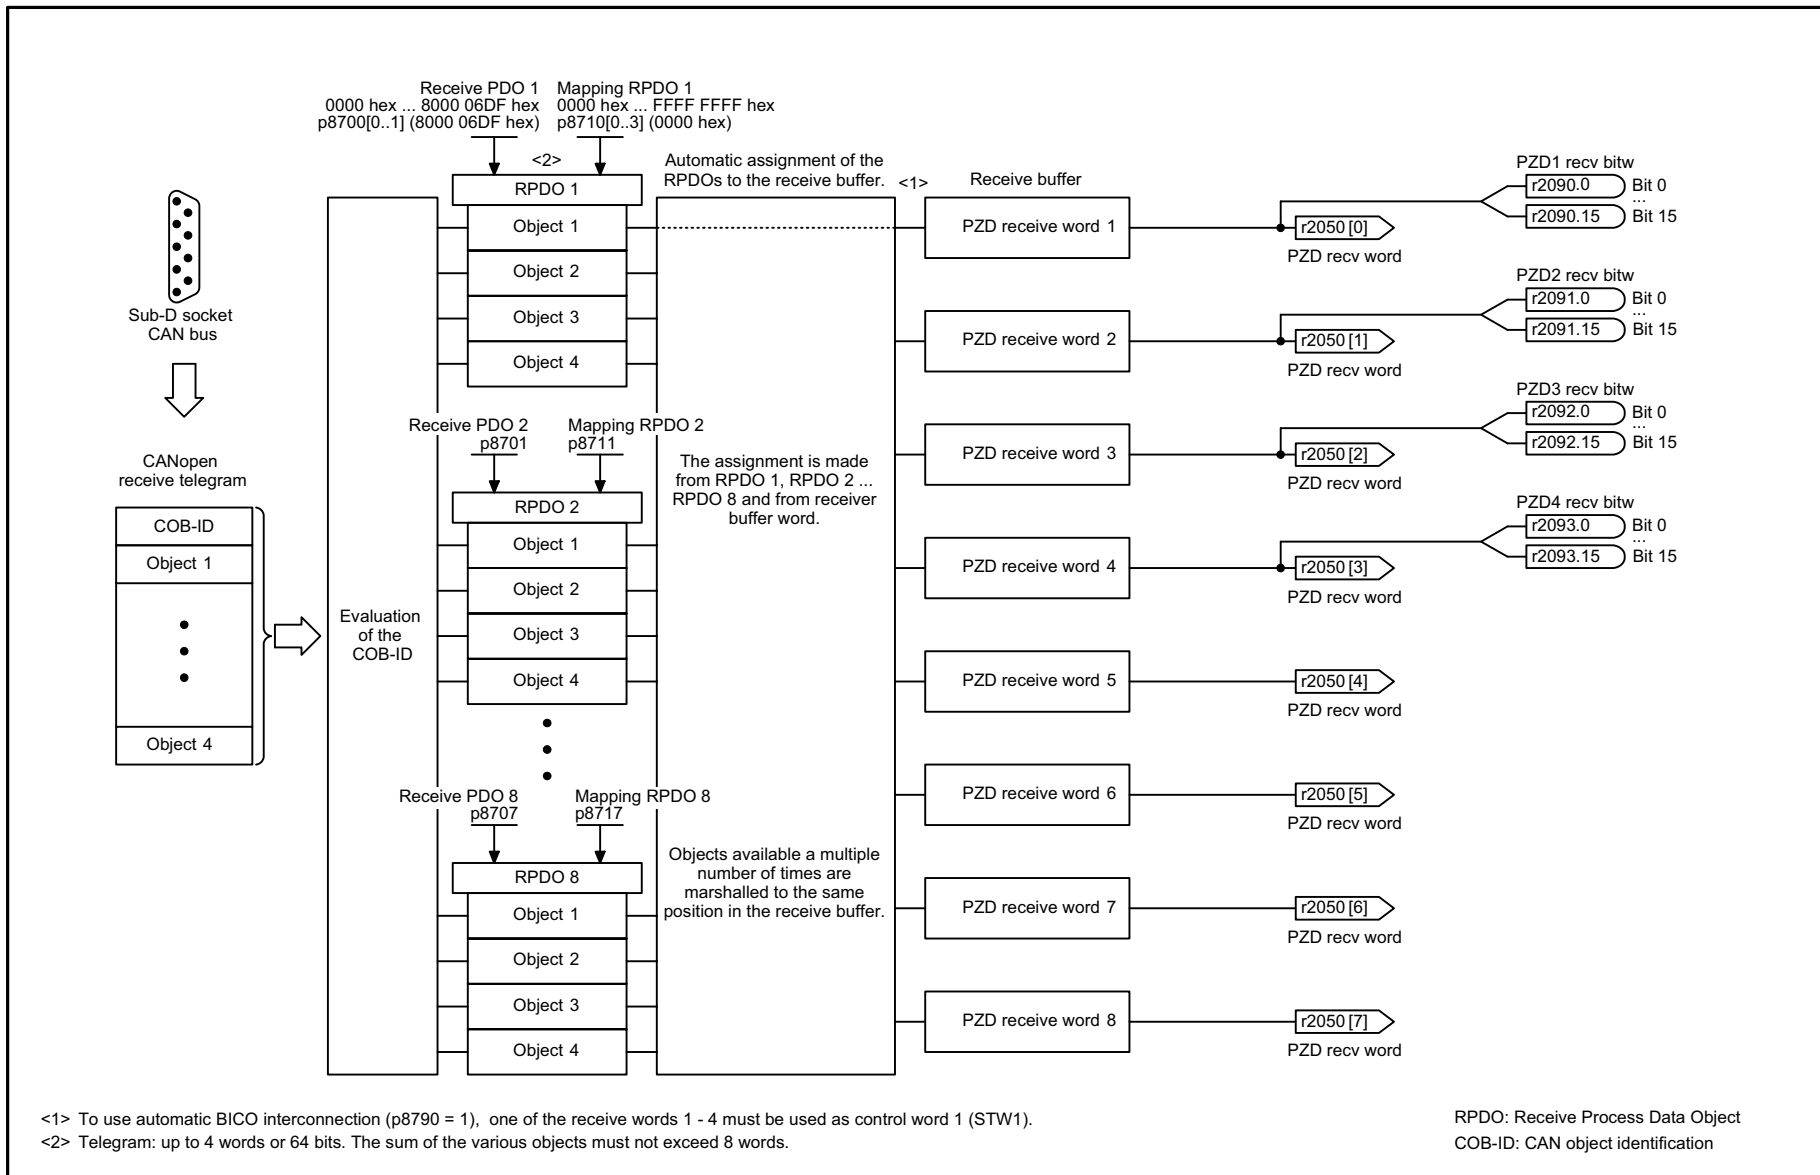 Receive PDO 1
0000 hex ... 8000 06DF hex
p8700[0..1] (8000 06DF hex)
Mapping RPDO 1
0000 hex ... FFFF FFFF hex
p8710[0..3] (0000 hex)
<2>
RPDO 1
Object 1
Object 2
Object 3
Object 4
Automatic assignment of the
RPDOs to the receive buffer.
<1>
Receive buffer
Sub-D socket
CAN bus
CANopen
receive telegram
COB-ID
Object 1
Object 4
Evaluation
of the
COB-ID
Receive PDO 2
p8701
Mapping RPDO 2
p8711
RPDO 2
Object 1
Object 2
Object 3
Object 4
The assignment is made
from RPDO 1, RPDO 2 ...
RPDO 8 and from receiver
buffer word.
Receive PDO 8
p8707
Mapping RPDO 8
p8717
RPDO 8
Object 1
Object 2
Object 3
Object 4
Objects available a multiple
number of times are
marshalled to the same
position in the receive buffer.
PZD receive word 1
r2050 [0]
PZD recv word
PZD1 recv bitw
r2090.0 Bit 0
...
r2090.15 Bit 15
PZD receive word 2
r2050 [1]
PZD recv word
PZD2 recv bitw
r2091.0 Bit 0
...
r2091.15 Bit 15
PZD receive word 3
r2050 [2]
PZD recv word
PZD3 recv bitw
r2092.0 Bit 0
...
r2092.15 Bit 15
PZD receive word 4
r2050 [3]
PZD recv word
PZD4 recv bitw
r2093.0 Bit 0
...
r2093.15 Bit 15
PZD receive word 5
r2050 [4]
PZD recv word
PZD receive word 6
r2050 [5]
PZD recv word
PZD receive word 7
r2050 [6]
PZD recv word
PZD receive word 8
r2050 [7]
PZD recv word
<1> To use automatic BICO interconnection (p8790 = 1), one of the receive words 1 - 4 must be used as control word 1 (STW1).
<2> Telegram: up to 4 words or 64 bits. The sum of the various objects must not exceed 8 words.
RPDO: Receive Process Data Object
COB-ID: CAN object identification